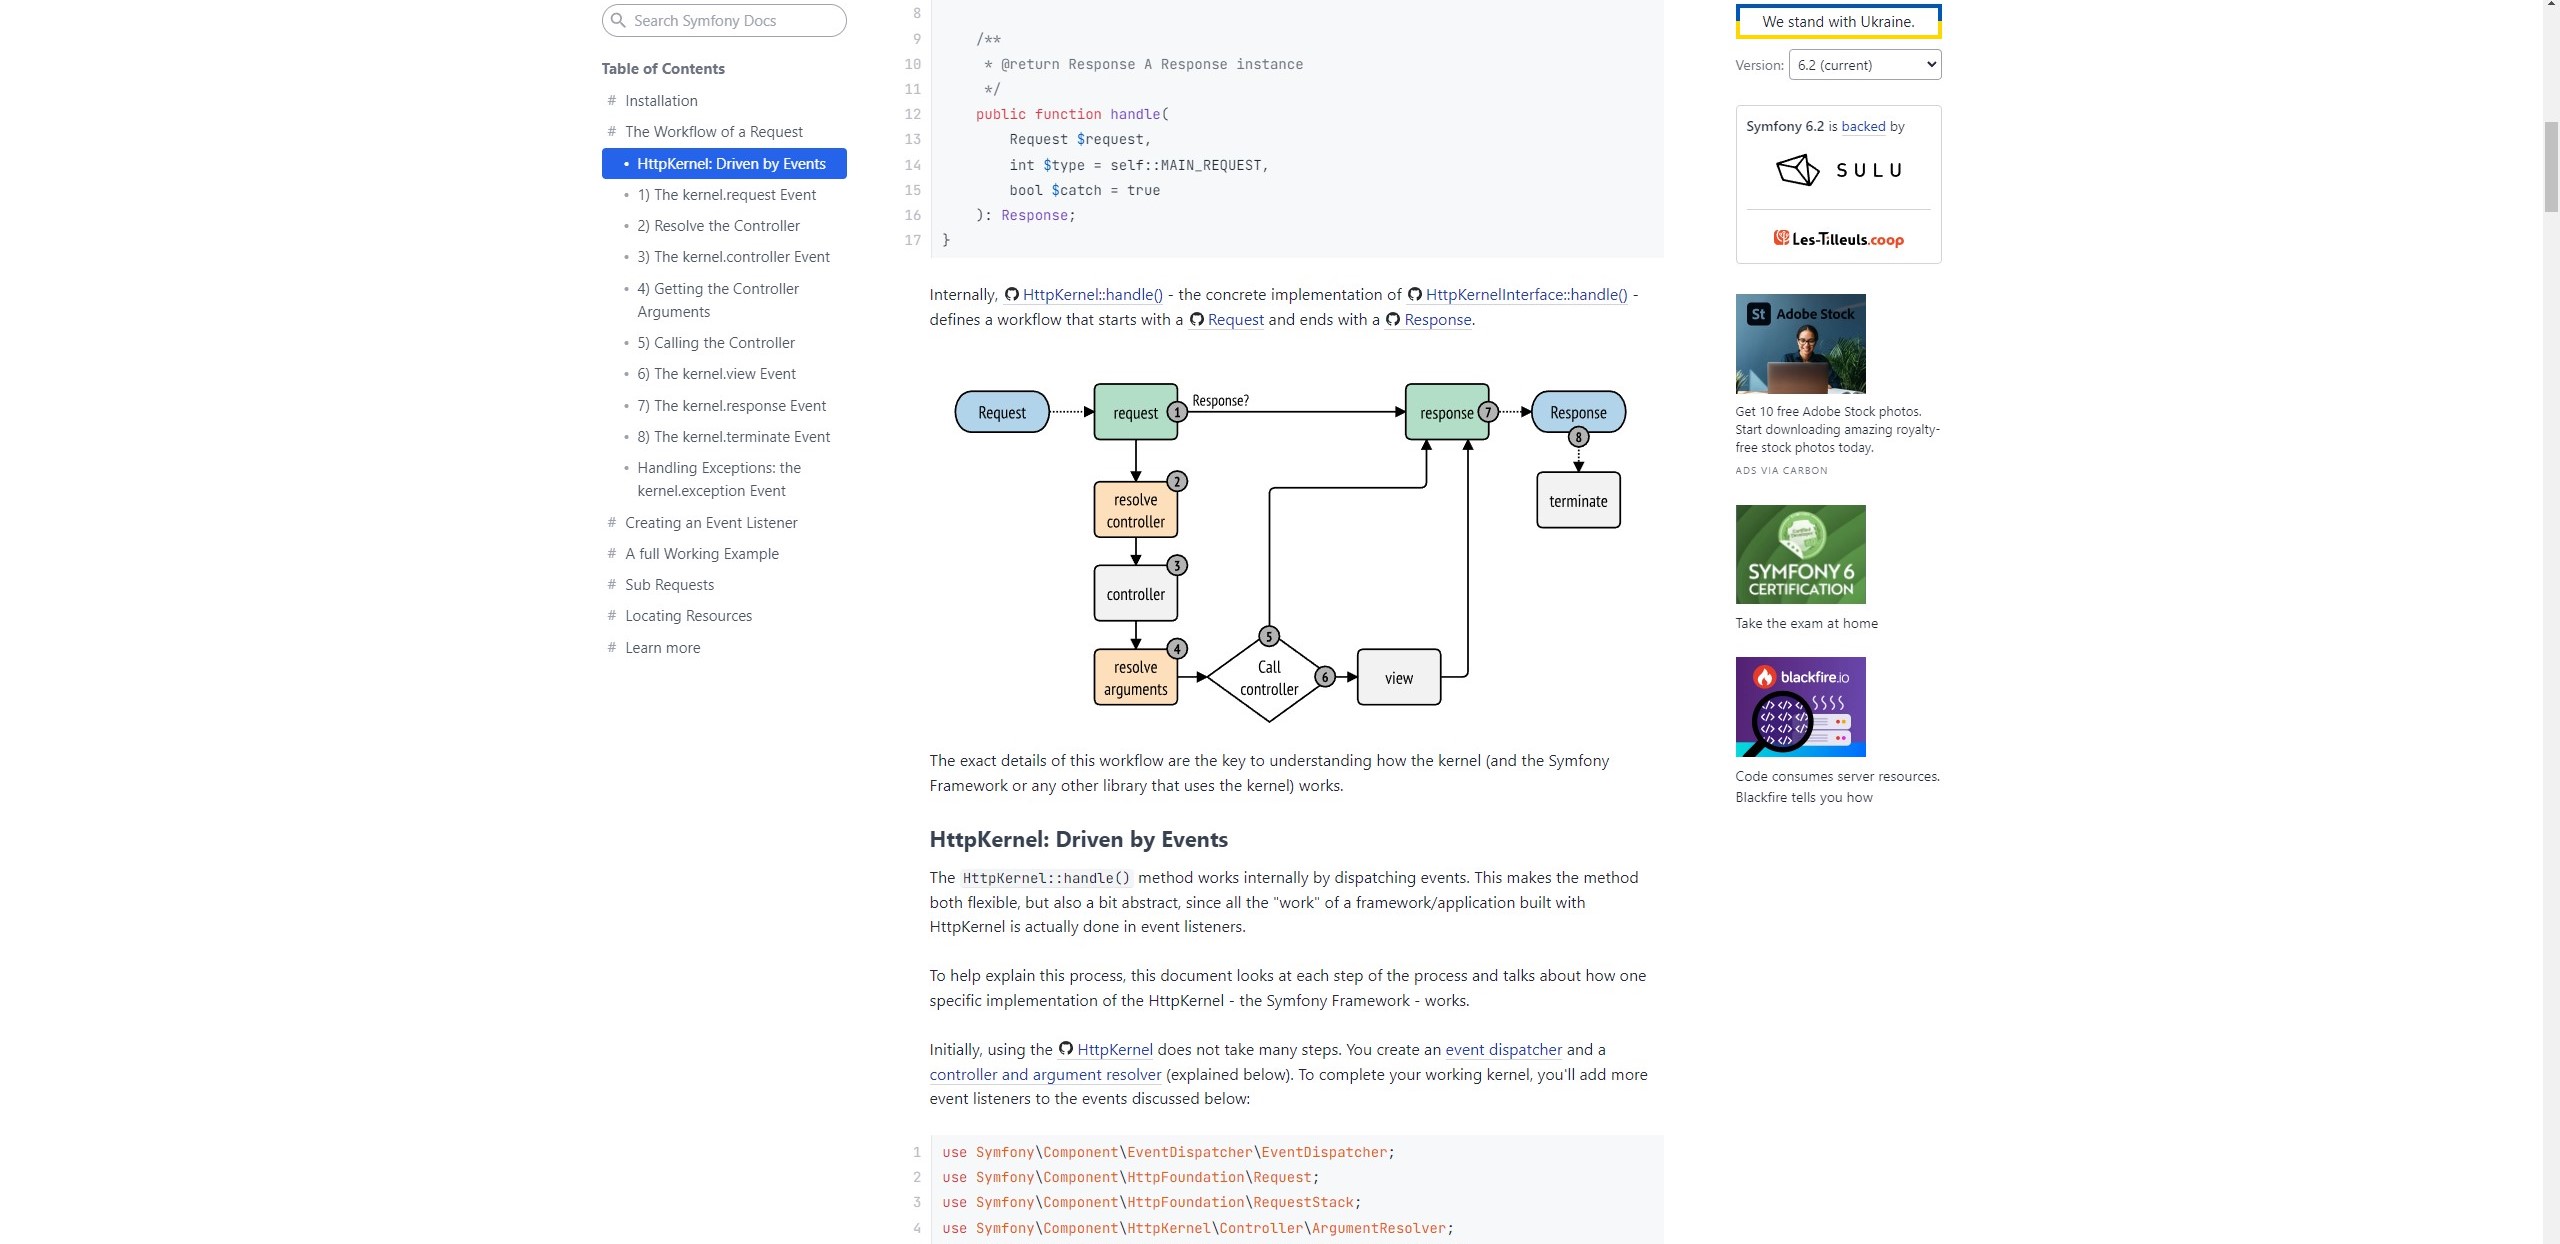 Search Symfony Docs
Table of Contents
# Installation
# The Workflow of a Request
• HttpKernel: Driven by Events
• 1) The kernel.request Event
• 2) Resolve the Controller
• 3) The kernel.controller Event
• 4) Getting the Controller
Arguments
• 5) Calling the Controller
• 6) The kernel.view Event
• 7) The kernel.response Event
• 8) The kernel.terminate Event
• Handling Exceptions: the
kernel.exception Event
# Creating an Event Listener
# A full Working Example
# Sub Requests
# Locating Resources
# Learn more
8
9 /**
10 * @return Response A Response instance
11 */
12 public function handle(
13 Request $request,
14 int $type = self::MAIN_REQUEST,
15 bool $catch = true
16 ): Response;
17 }
Internally, HttpKernel::handle() - the concrete implementation of HttpKernelInterface::handle() -
defines a workflow that starts with a Request and ends with a Response.
Request
request
1
Response?
response
7
Response
8
terminate
2
resolve
controller
3
controller
4
resolve
arguments
5
Call
controller
6
view
The exact details of this workflow are the key to understanding how the kernel (and the Symfony
Framework or any other library that uses the kernel) works.
HttpKernel: Driven by Events
The HttpKernel::handle() method works internally by dispatching events. This makes the method
both flexible, but also a bit abstract, since all the "work" of a framework/application built with
HttpKernel is actually done in event listeners.
To help explain this process, this document looks at each step of the process and talks about how one
specific implementation of the HttpKernel - the Symfony Framework - works.
Initially, using the HttpKernel does not take many steps. You create an event dispatcher and a
controller and argument resolver (explained below). To complete your working kernel, you'll add more
event listeners to the events discussed below:
1 use Symfony\Component\EventDispatcher\EventDispatcher;
2 use Symfony\Component\HttpFoundation\Request;
3 use Symfony\Component\HttpFoundation\RequestStack;
4 use Symfony\Component\HttpKernel\Controller\ArgumentResolver;
We stand with Ukraine.
Version: 6.2 (current)
Symfony 6.2 is backed by
SULU
Les-Tilleuls.coop
St Adobe Stock
Get 10 free Adobe Stock photos.
Start downloading amazing royalty-
free stock photos today.
ADS VIA CARBON
SYMFONY 6
CERTIFICATION
Take the exam at home
blackfire.io
Code consumes server resources.
Blackfire tells you how